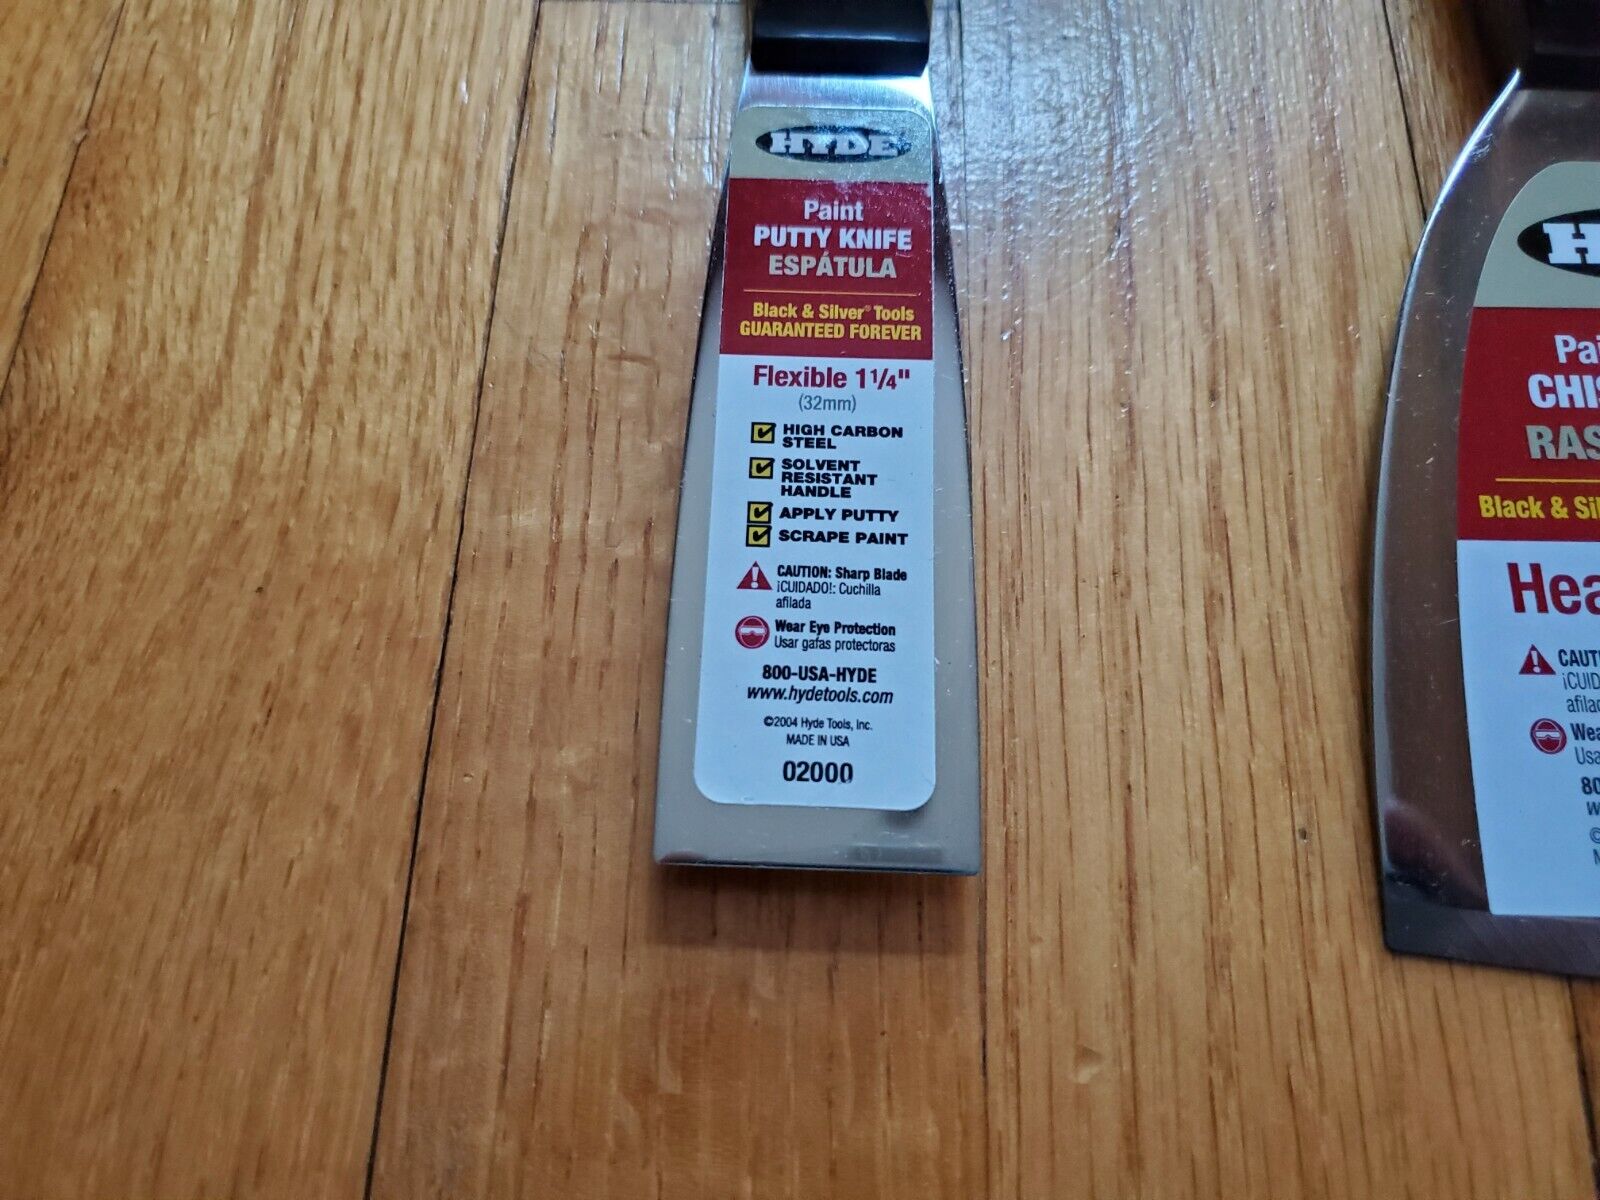 HYDE
Paint
PUTTY KNIFE
ESPÁTULA
Black & Silver® Tools
GUARANTEED FOREVER
Flexible 1 1/4"
(32mm)
HIGH CARBON
STEEL
SOLVENT
RESISTANT
HANDLE
APPLY PUTTY
SCRAPE PAINT
CAUTION: Sharp Blade
¡CUIDADO!: Cuchilla
afilada
Wear Eye Protection
Usar gafas protectoras
800-USA-HYDE
www.hydetools.com
©2004 Hyde Tools, Inc.
MADE IN USA
02000
H
Pai
CHIS
RAS
Black & Sil
Hea
CAUTI
¡CUID
afilad
Wea
Usa
80
w
©